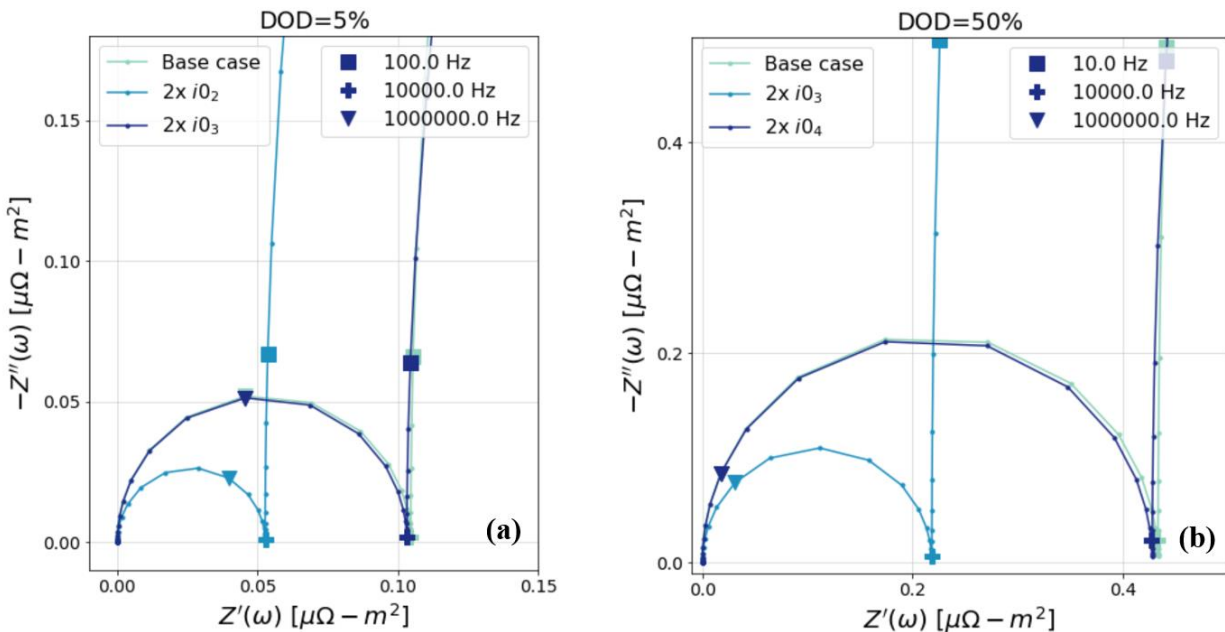 DOD=5%
Base case
2x i0₂
2x i0₃
100.0 Hz
10000.0 Hz
1000000.0 Hz
0.15
0.10
0.05
0.00
−Z″(ω) [μΩ − m²]
0.00 0.05 0.10 0.15
Z′(ω) [μΩ − m²]
(a)
DOD=50%
Base case
2x i0₃
2x i0₄
10.0 Hz
10000.0 Hz
1000000.0 Hz
0.4
0.2
0.0
−Z″(ω) [μΩ − m²]
0.0 0.2 0.4
Z′(ω) [μΩ − m²]
(b)